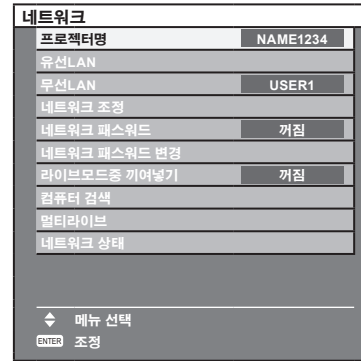 네트워크
프로젝터명 NAME1234
유선LAN
무선LAN USER1
네트워크 조정
네트워크 패스워드 꺼짐
네트워크 패스워드 변경
라이브모드중 끼여넣기 꺼짐
컴퓨터 검색
멀티라이브
네트워크 상태
메뉴 선택
ENTER 조정